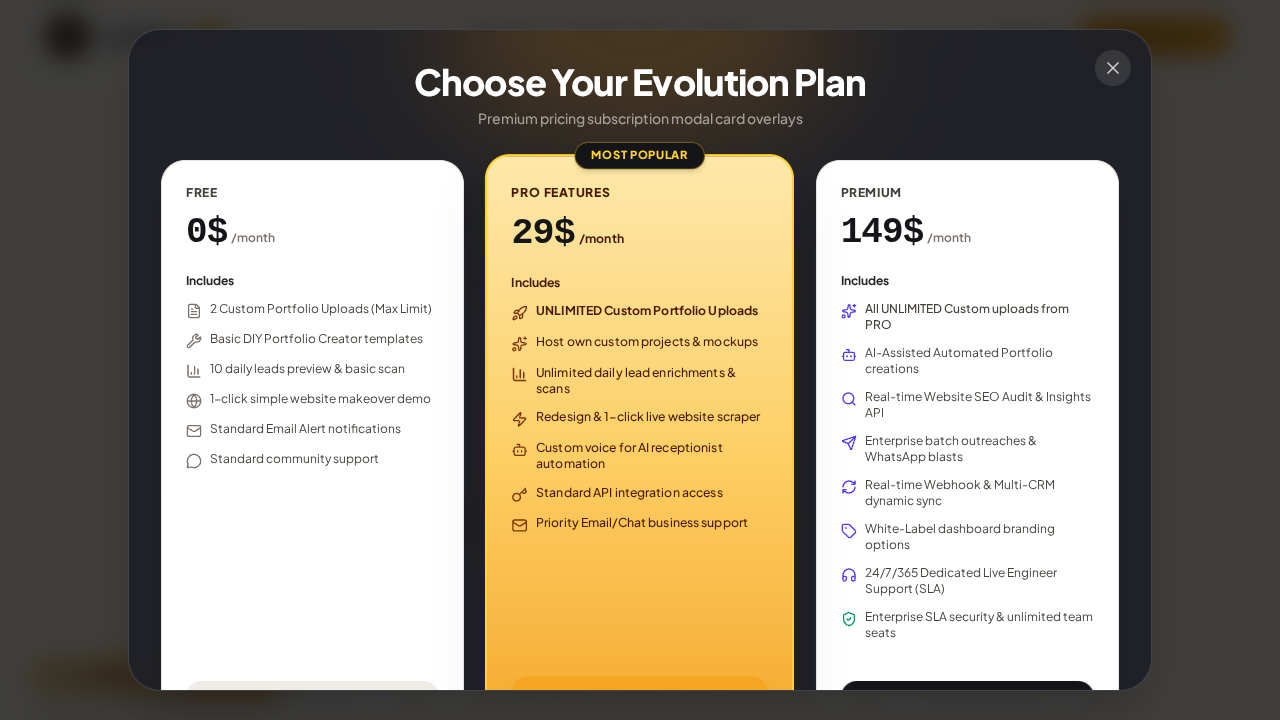 Choose Your Evolution Plan
Premium pricing subscription modal card overlays
FREE
0$ /month
Includes
2 Custom Portfolio Uploads (Max Limit)
Basic DIY Portfolio Creator templates
10 daily leads preview & basic scan
1-click simple website makeover demo
Standard Email Alert notifications
Standard community support
MOST POPULAR
PRO FEATURES
29$ /month
Includes
UNLIMITED Custom Portfolio Uploads
Host own custom projects & mockups
Unlimited daily lead enrichments &
scans
Redesign & 1-click live website scraper
Custom voice for AI receptionist
automation
Standard API integration access
Priority Email/Chat business support
PREMIUM
149$ /month
Includes
All UNLIMITED Custom uploads from
PRO
AI-Assisted Automated Portfolio
creations
Real-time Website SEO Audit & Insights
API
Enterprise batch outreaches &
WhatsApp blasts
Real-time Webhook & Multi-CRM
dynamic sync
White-Label dashboard branding
options
24/7/365 Dedicated Live Engineer
Support (SLA)
Enterprise SLA security & unlimited team
seats